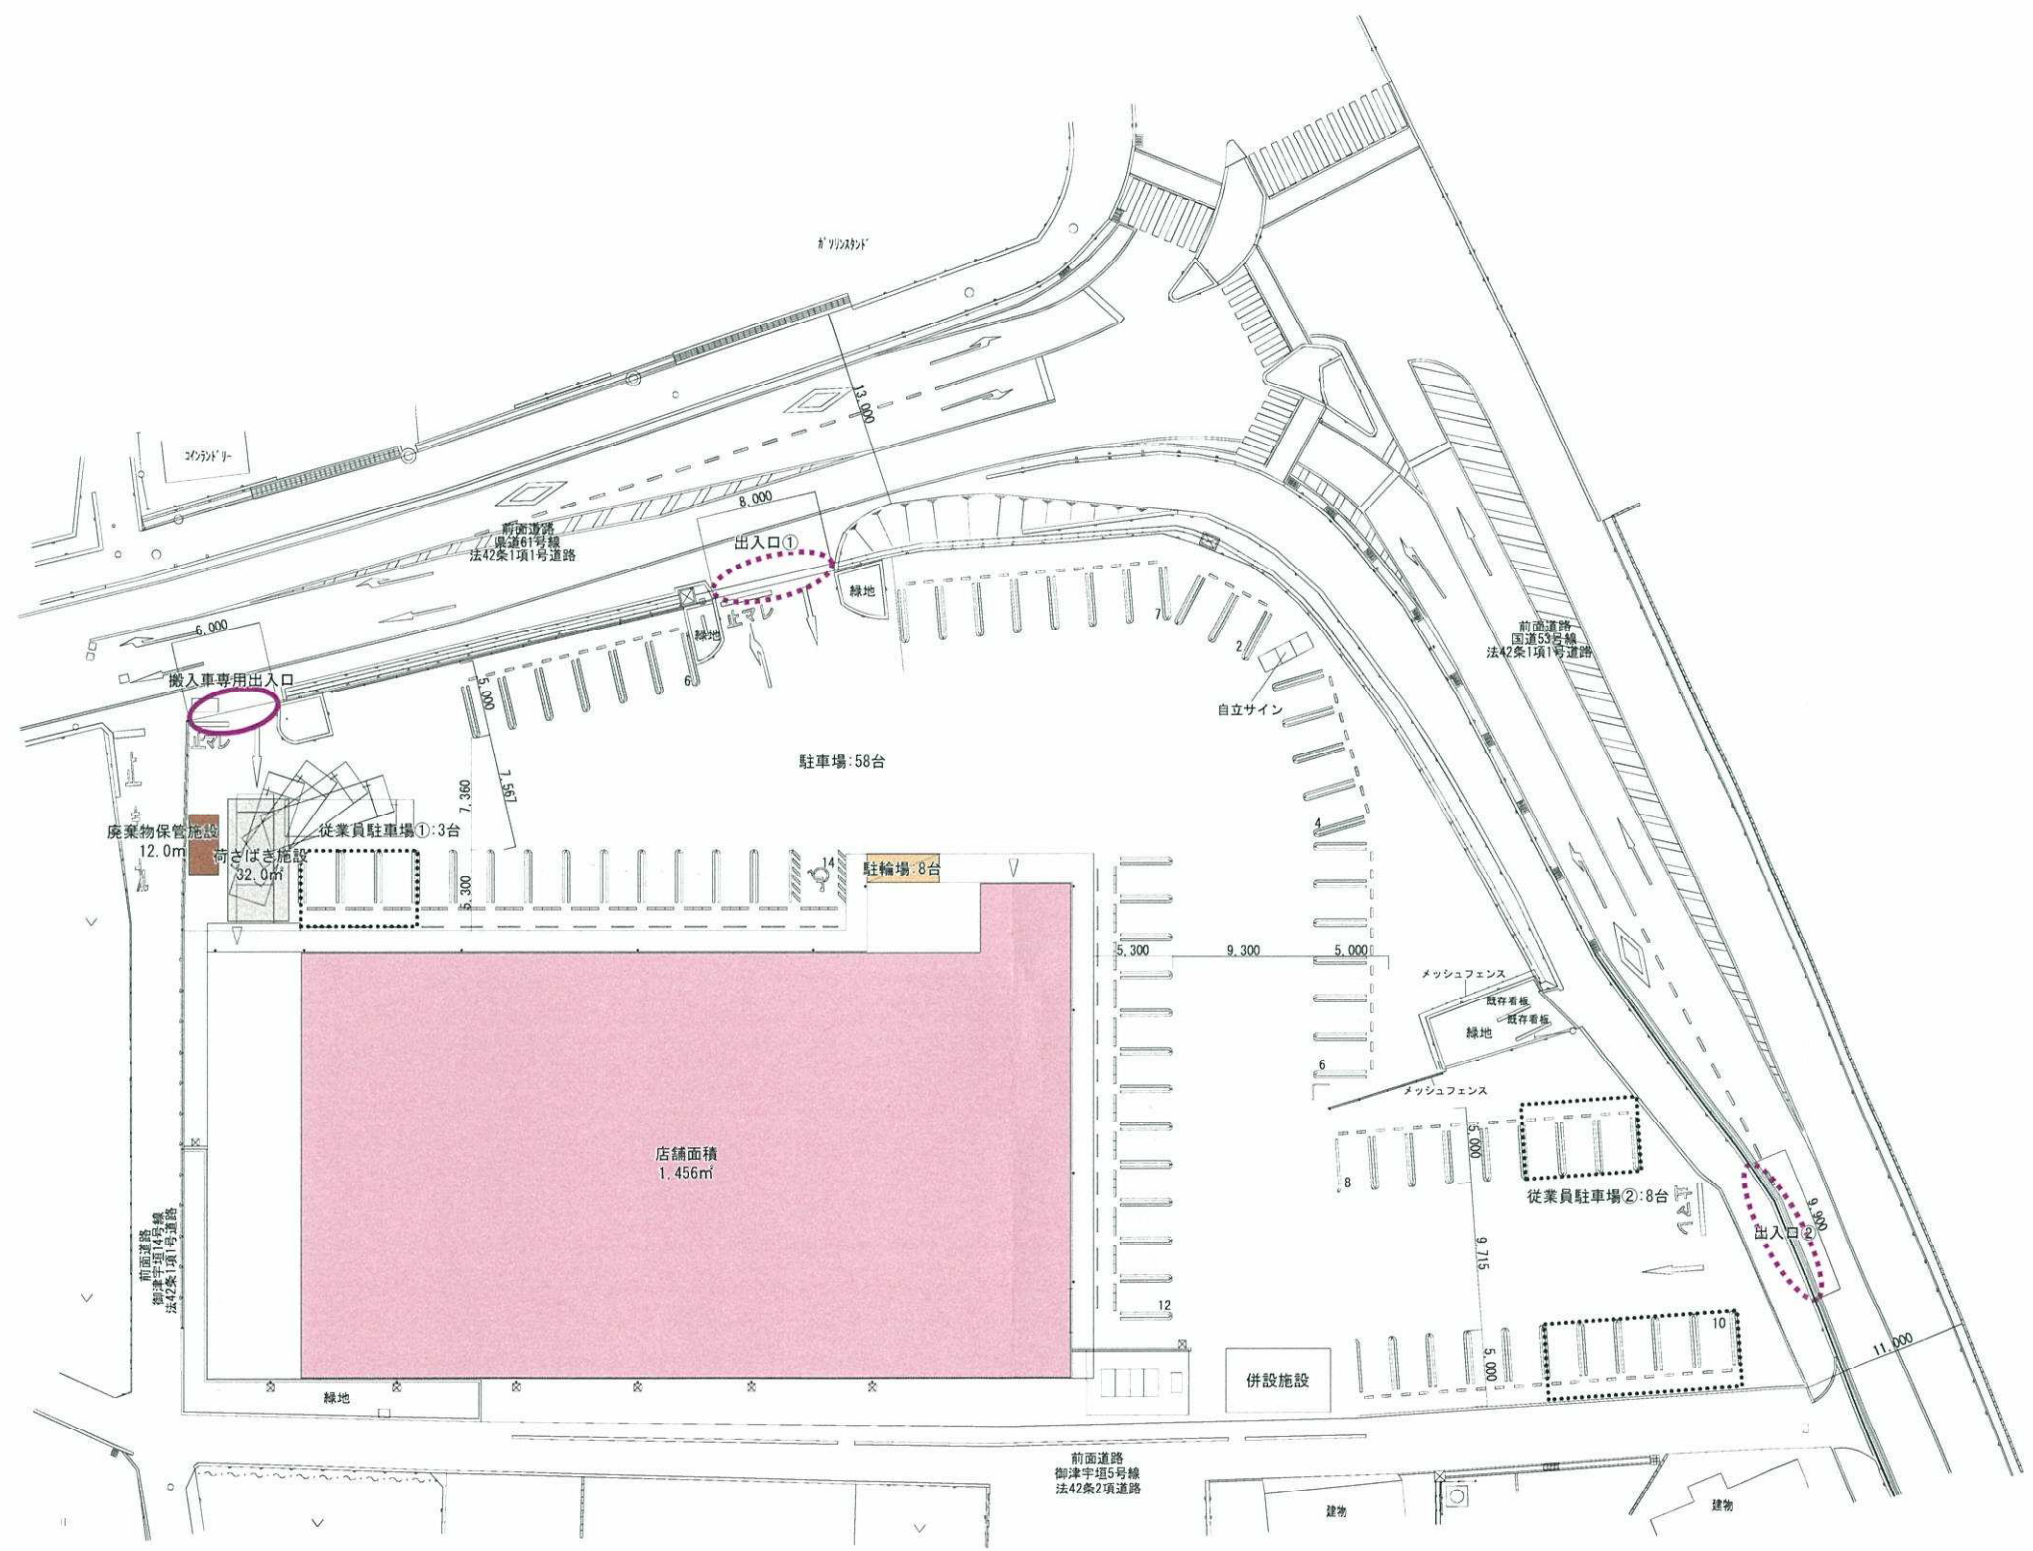 ガソリンスタンド
コインランドリー
13,000
8,000
前面道路
県道61号線
法42条1項1号道路
出入口①
止マレ
緑地
緑地
7
2
6
自立サイン
前面道路
国道53号線
法42条1項1号道路
6,000
搬入車専用出入口
止マレ
5,000
7,567
7,360
5,300
駐車場:58台
4
廃棄物保管施設
12.0㎡
荷さばき施設
32.0㎡
従業員駐車場①:3台
14
駐輪場:8台
5,300
9,300
5,000
メッシュフェンス
既存看板
既存看板
緑地
6
メッシュフェンス
5,000
8
従業員駐車場②:8台
止マレ
9,900
出入口②
9,715
店舗面積
1,456㎡
前面道路
御津宇垣14号線
法42条1項1号道路
12
10
5,000
11,000
併設施設
緑地
前面道路
御津宇垣5号線
法42条2項道路
建物
建物